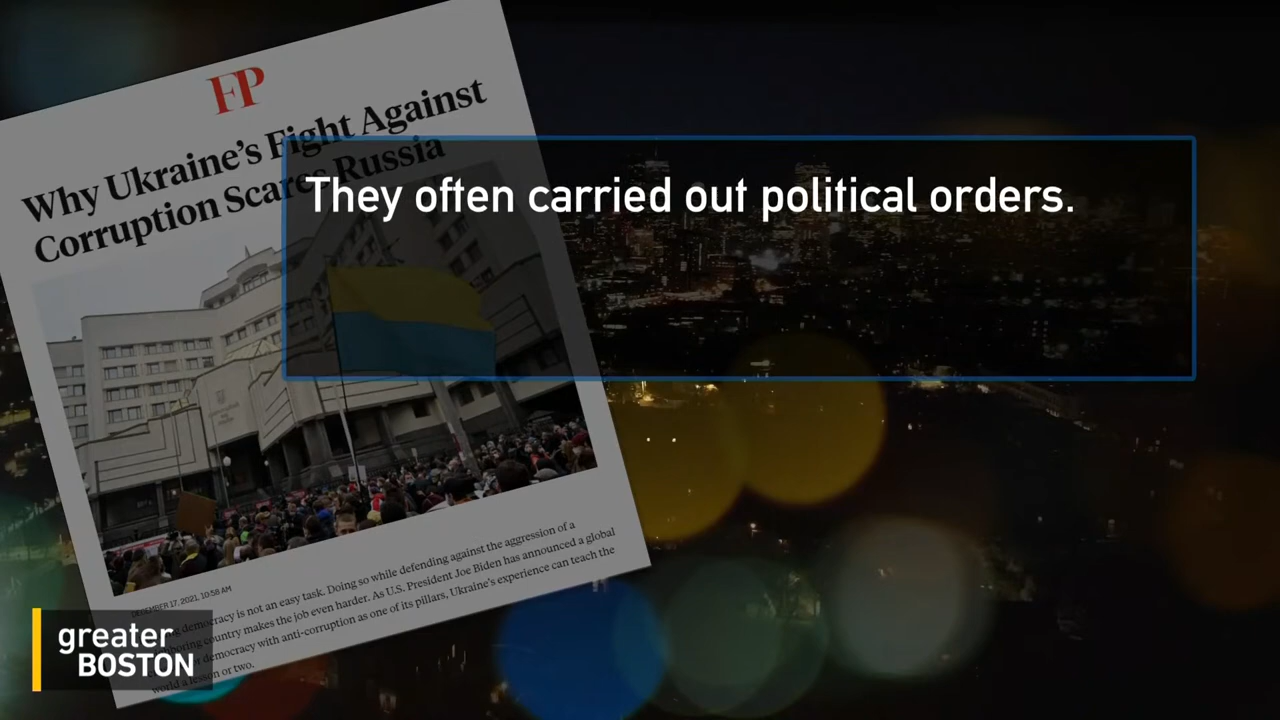 FP
Why Ukraine's Fight Against
Corruption Scares Russia
They often carried out political orders.
DECEMBER 17, 2021, 10:58 AM
democracy is not an easy task. Doing so while defending against the aggression of a
country makes the job even harder. As U.S. President Joe Biden has announced a global
democracy with anti-corruption as one of its pillars, Ukraine's experience can teach the
world a lesson or two.
greater
BOSTON